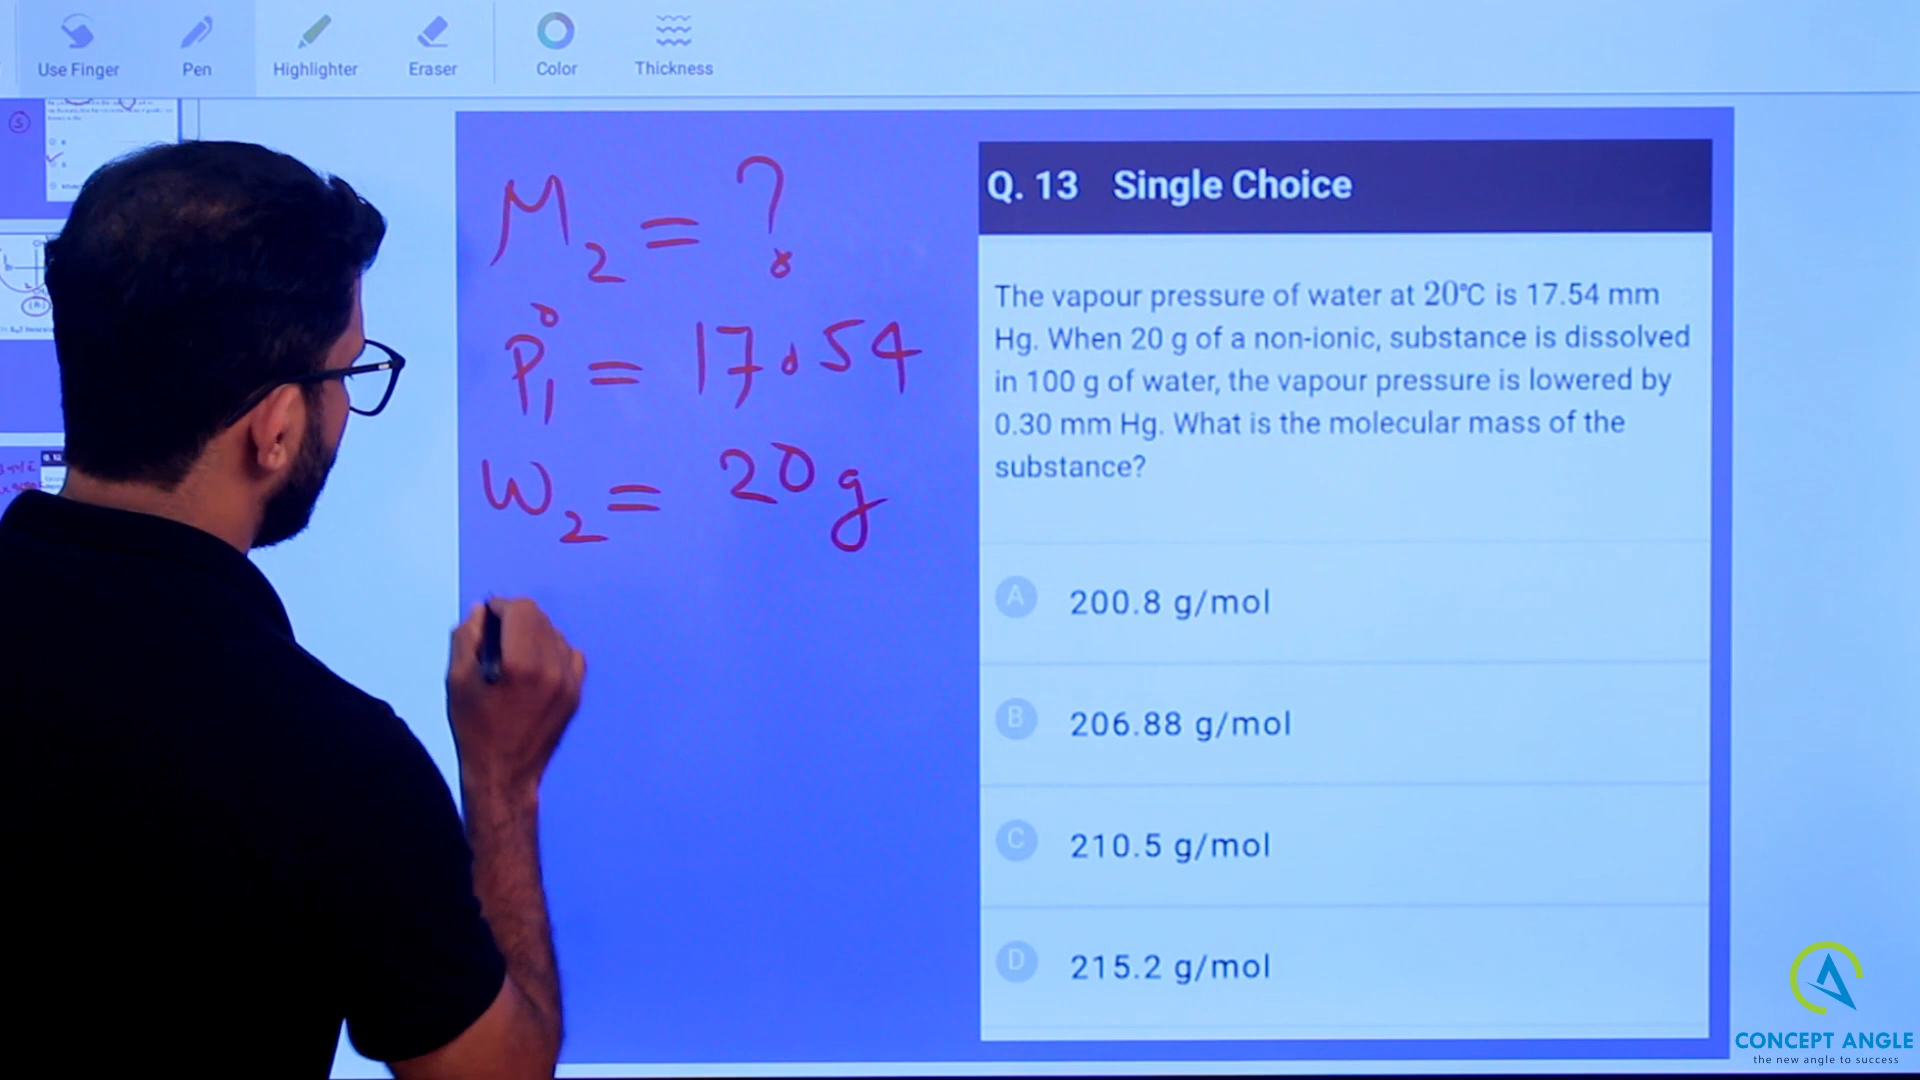 Use Finger
Pen
Highlighter
Eraser
Color
Thickness
M2 = ?
P1° = 17.54
W2 = 20 g
Q. 13 Single Choice
The vapour pressure of water at 20°C is 17.54 mm
Hg. When 20 g of a non-ionic, substance is dissolved
in 100 g of water, the vapour pressure is lowered by
0.30 mm Hg. What is the molecular mass of the
substance?
A 200.8 g/mol
B 206.88 g/mol
C 210.5 g/mol
D 215.2 g/mol
CONCEPT ANGLE
the new angle to success